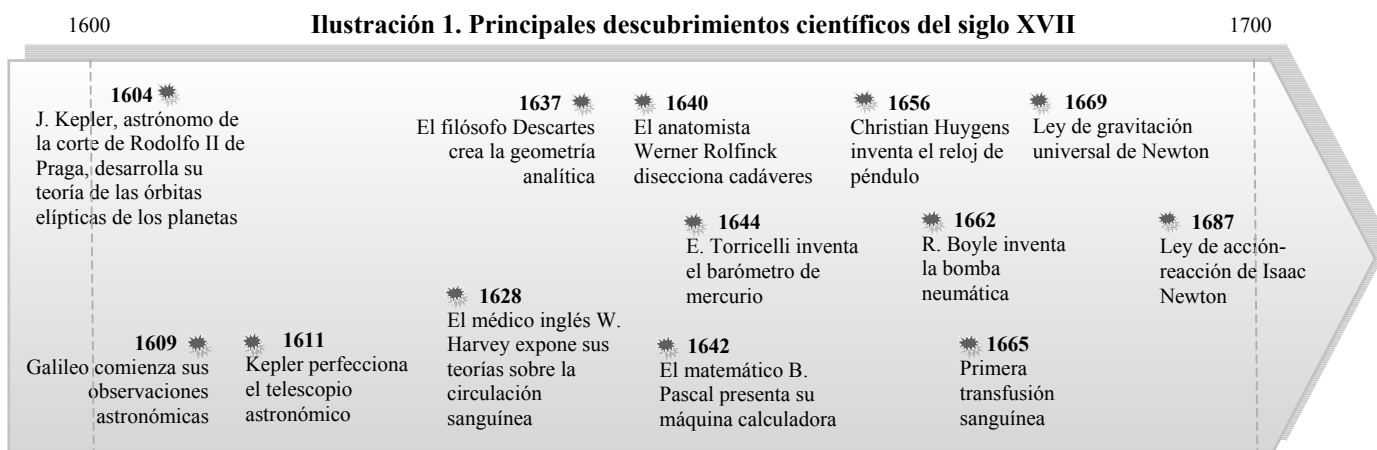 1600
Ilustración 1. Principales descubrimientos científicos del siglo XVII
1700
1604
J. Kepler, astrónomo de
la corte de Rodolfo II de
Praga, desarrolla su
teoría de las órbitas
elípticas de los planetas
1637
El filósofo Descartes
crea la geometría
analítica
1640
El anatomista
Werner Rolfinck
disecciona cadáveres
1656
Christian Huygens
inventa el reloj de
péndulo
1669
Ley de gravitación
universal de Newton
1644
E. Torricelli inventa
el barómetro de
mercurio
1662
R. Boyle inventa
la bomba
neumática
1687
Ley de acción-
reacción de Isaac
Newton
1609
Galileo comienza sus
observaciones
astronómicas
1611
Kepler perfecciona
el telescopio
astronómico
1628
El médico inglés W.
Harvey expone sus
teorías sobre la
circulación
sanguínea
1642
El matemático B.
Pascal presenta su
máquina calculadora
1665
Primera
transfusión
sanguínea